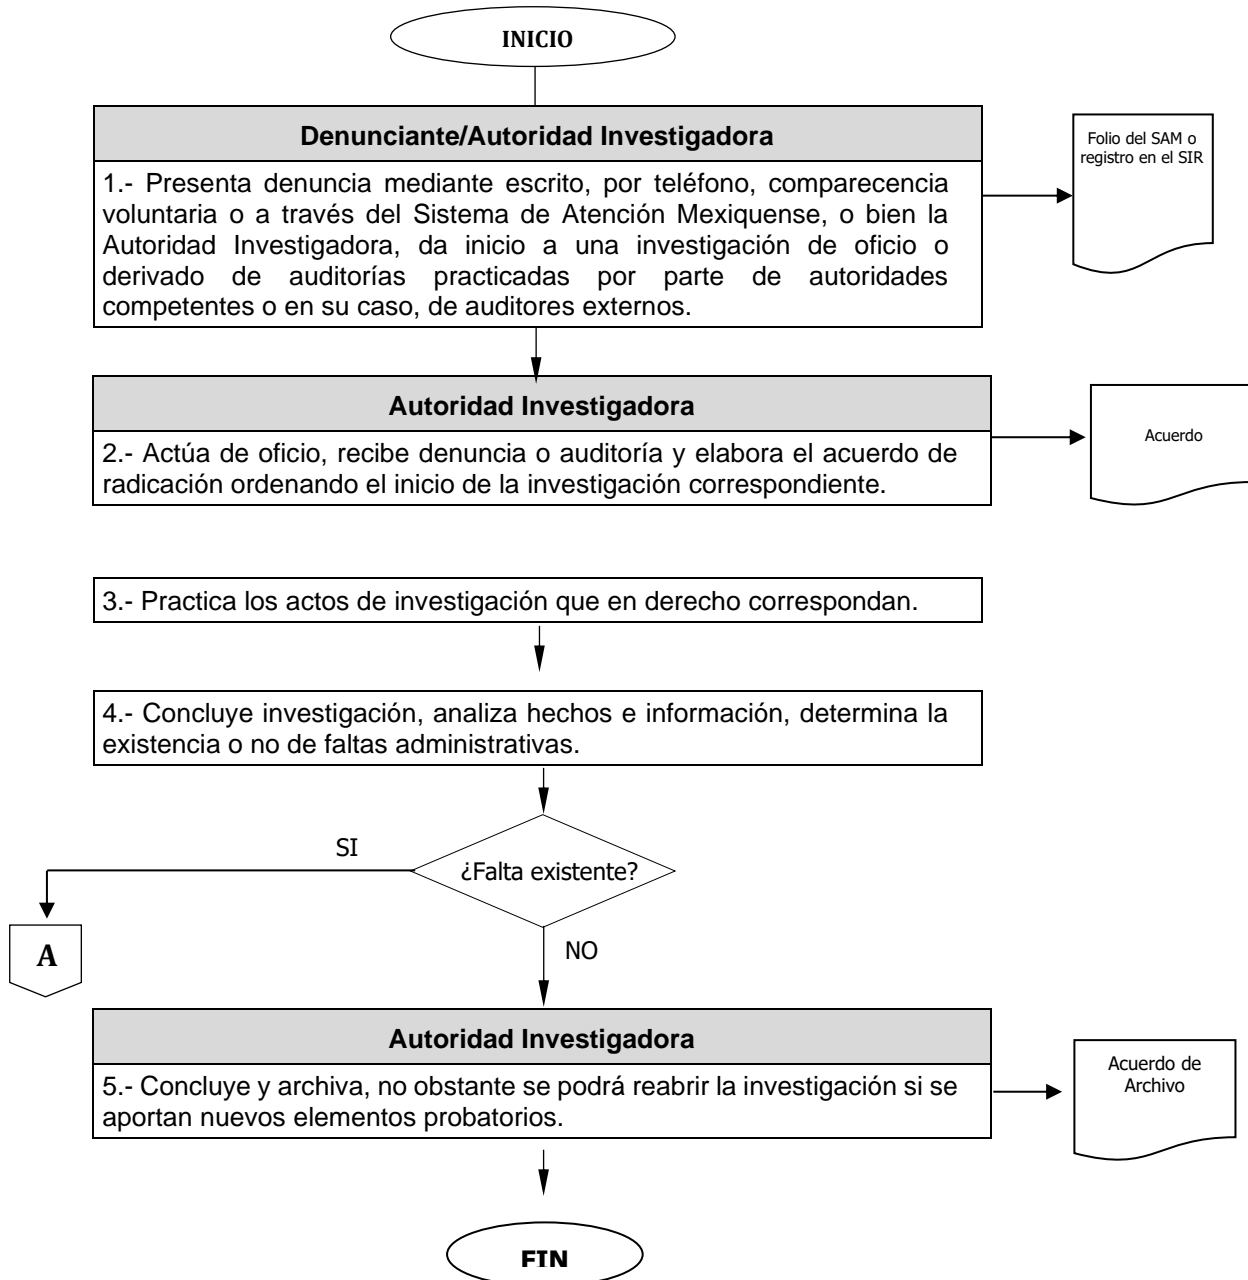 INICIO
Denunciante/Autoridad Investigadora
Folio del SAM o
registro en el SIR
1.- Presenta denuncia mediante escrito, por teléfono, comparecencia
voluntaria o a través del Sistema de Atención Mexiquense, o bien la
Autoridad Investigadora, da inicio a una investigación de oficio o
derivado de auditorías practicadas por parte de autoridades
competentes o en su caso, de auditores externos.
Autoridad Investigadora
2.- Actúa de oficio, recibe denuncia o auditoría y elabora el acuerdo de
radicación ordenando el inicio de la investigación correspondiente.
Acuerdo
3.- Practica los actos de investigación que en derecho correspondan.
4.- Concluye investigación, analiza hechos e información, determina la
existencia o no de faltas administrativas.
SI
¿Falta existente?
A
NO
Autoridad Investigadora
5.- Concluye y archiva, no obstante se podrá reabrir la investigación si se
aportan nuevos elementos probatorios.
Acuerdo de
Archivo
FIN